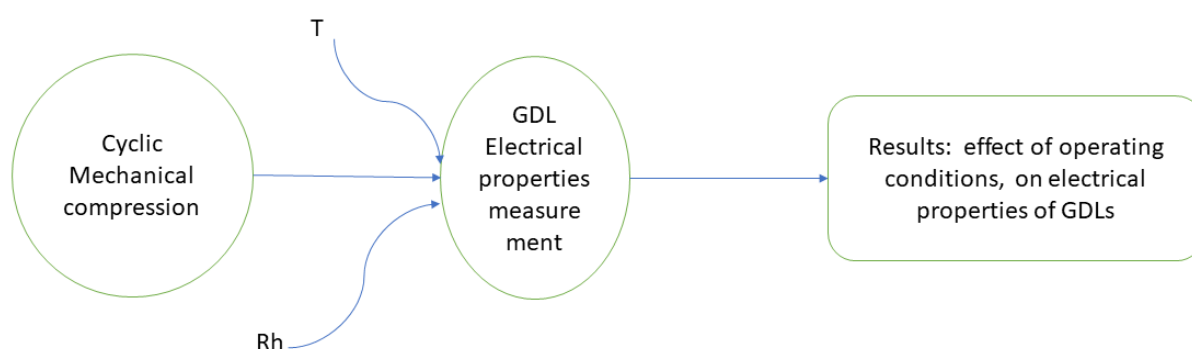 T
Cyclic
Mechanical
compression
GDL
Electrical
properties
measure
ment
Results:  effect of operating
conditions,  on electrical
properties of GDLs
Rh